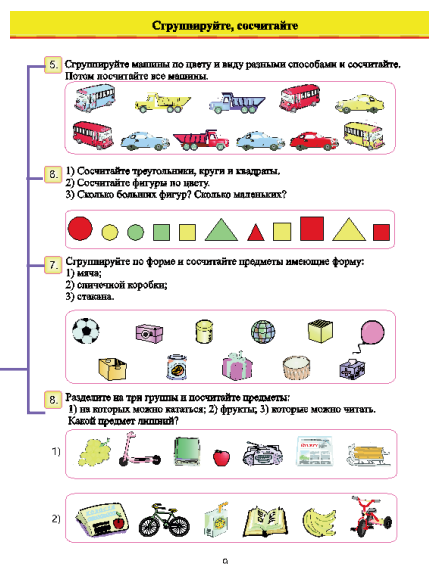 Сгруппируйте, сосчитайте
5. Сгруппируйте машины по цвету и виду разными способами и сосчитайте.
Потом посчитайте все машины.
6. 1) Сосчитайте треугольники, круги и квадраты.
2) Сосчитайте фигуры по цвету.
3) Сколько больших фигур? Сколько маленьких?
7. Сгруппируйте по форме и сосчитайте предметы имеющие форму:
1) мяча;
2) спичечной коробки;
3) стакана.
8. Разделите на три группы и посчитайте предметы:
1) на которых можно кататься; 2) фрукты; 3) которые можно читать.
Какой предмет лишний?
1)
2)
9